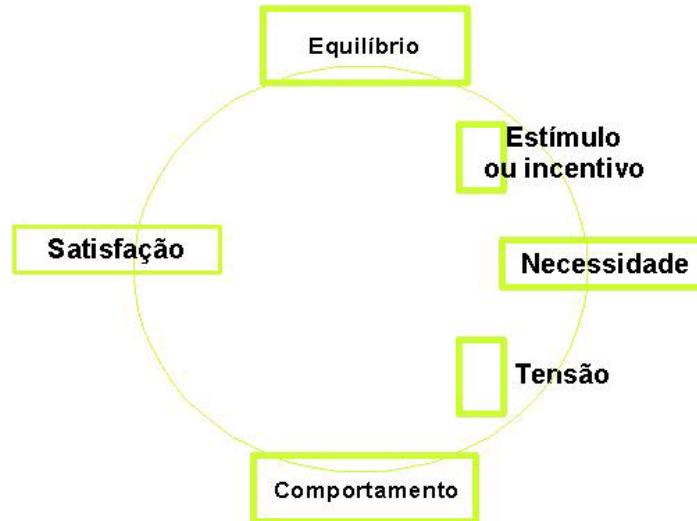 Equilíbrio
Estímulo
ou incentivo
Satisfação
Necessidade
Tensão
Comportamento